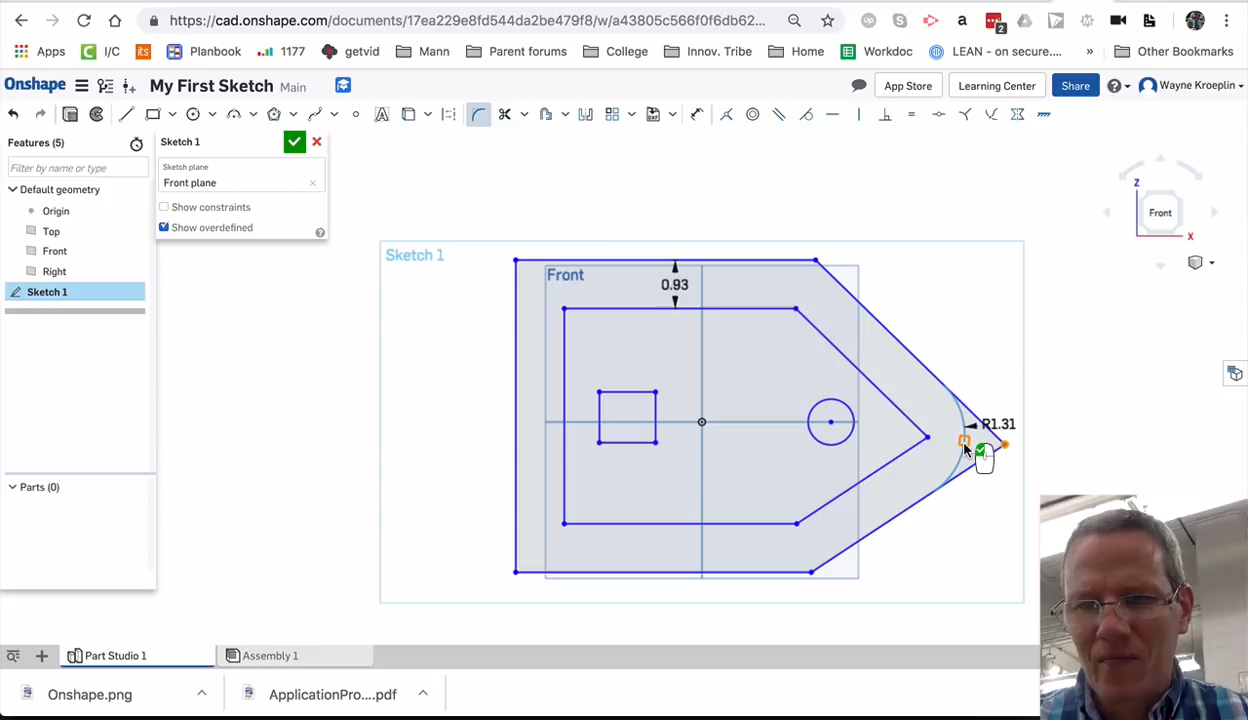 https://cad.onshape.com/documents/17ea229e8fd544da2be479f8/w/a43805c566f0f6db62...
a
2
Apps
C I/C
its Planbook
1177
getvid
Mann
Parent forums
College
Innov. Tribe
Home
Workdoc
LEAN - on secure....
»
Other Bookmarks
Onshape
My First Sketch Main
App Store
Learning Center
Share
Wayne Kroeplin
Features (5)
Filter by name or type
Default geometry
Origin
Top
Front
Right
Sketch 1
Parts (0)
Sketch 1
Sketch plane
Front plane
Show constraints
Show overdefined
Sketch 1
Front
0.93
R1.31
Z
Front
X
Part Studio 1
Assembly 1
Onshape.png
ApplicationPro....pdf